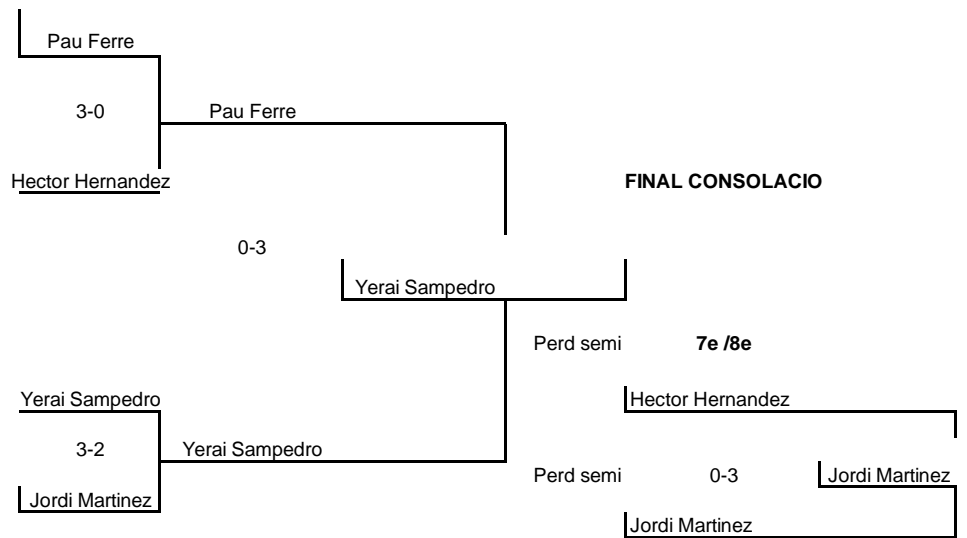 Pau Ferre
3-0 Pau Ferre
Hector Hernandez FINAL CONSOLACIO
0-3
Yerai Sampedro
Perd semi 7e /8e
Yerai Sampedro Hector Hernandez
3-2 Yerai Sampedro
Perd semi 0-3 Jordi Martinez
Jordi Martinez
Jordi Martinez